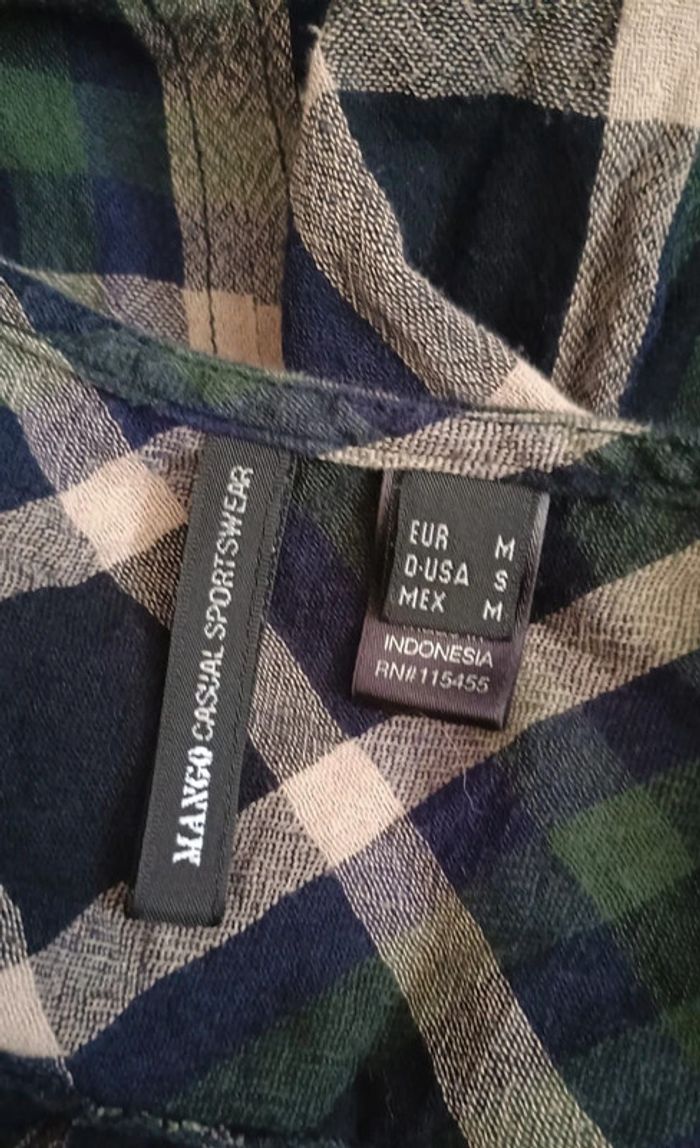 MANGO CASUAL SPORTSWEAR
EUR M
D·USA S
MEX M
INDONESIA
RN#115455